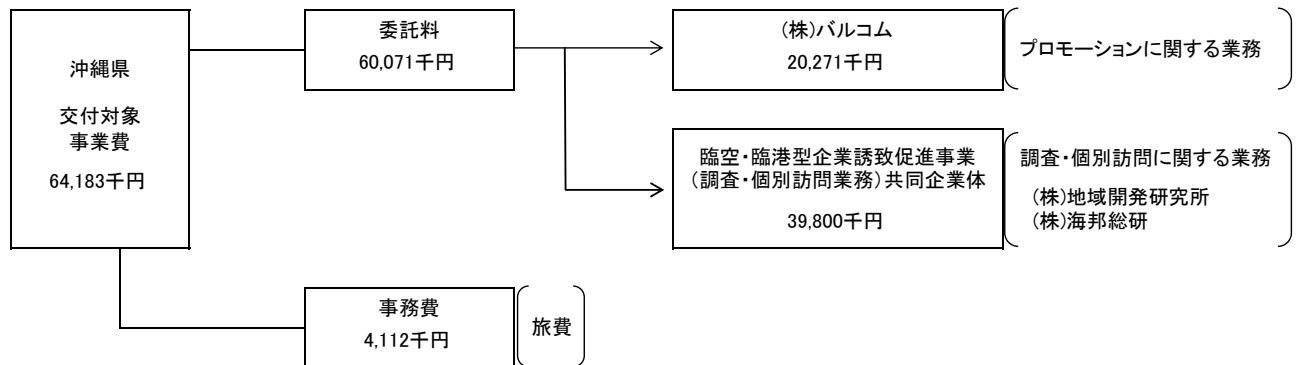 沖縄県
交付対象
事業費
64,183千円
委託料
60,071千円
(株)バルコム
20,271千円
プロモーションに関する業務
臨空・臨港型企業誘致促進事業
(調査・個別訪問業務)共同企業体
39,800千円
調査・個別訪問に関する業務
(株)地域開発研究所
(株)海邦総研
事務費
4,112千円
旅費